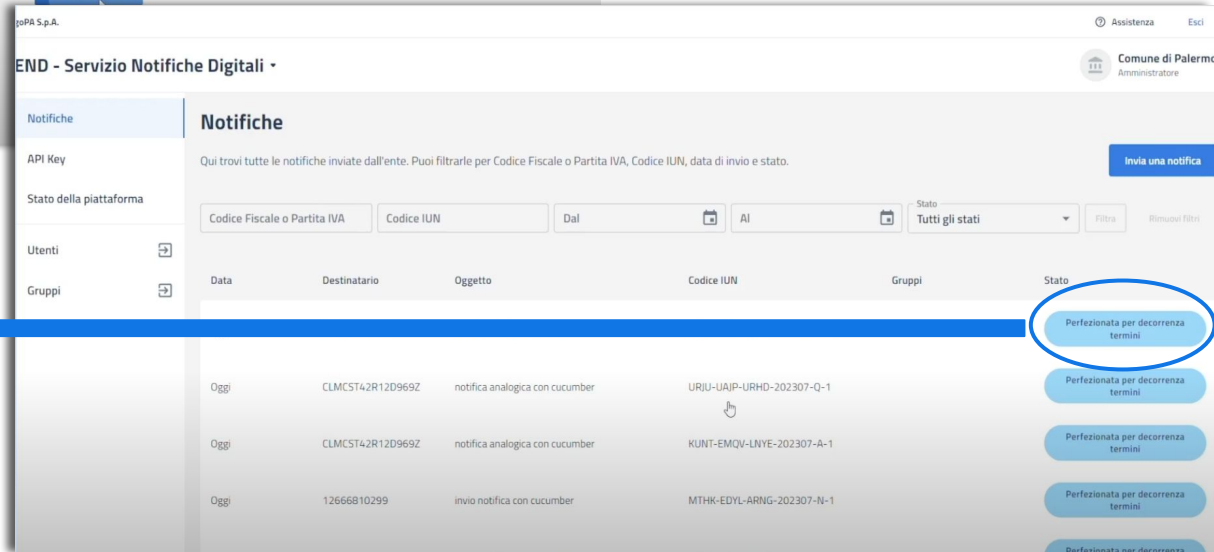 goPA S.p.A.
Assistenza Esci
END - Servizio Notifiche Digitali
Comune di Palermo
Amministratore
Notifiche
API Key
Stato della piattaforma
Utenti
Gruppi
Notifiche
Qui trovi tutte le notifiche inviate dall'ente. Puoi filtrarle per Codice Fiscale o Partita IVA, Codice IUN, data di invio e stato.
Invia una notifica
Codice Fiscale o Partita IVA Codice IUN Dal Al Stato Tutti gli stati Filtra Rimuovi filtri
Data Destinatario Oggetto Codice IUN Gruppi Stato
Perfezionata per decorrenza
termini
Oggi CLMCST42R12D969Z notifica analogica con cucumber URJU-UAJP-URHD-202307-Q-1 Perfezionata per decorrenza
termini
Oggi CLMCST42R12D969Z notifica analogica con cucumber KUNT-EMQV-LNYE-202307-A-1 Perfezionata per decorrenza
termini
Oggi 12666810299 invio notifica con cucumber MTHK-EDYL-ARNG-202307-N-1 Perfezionata per decorrenza
termini
Perfezionata per decorrenza